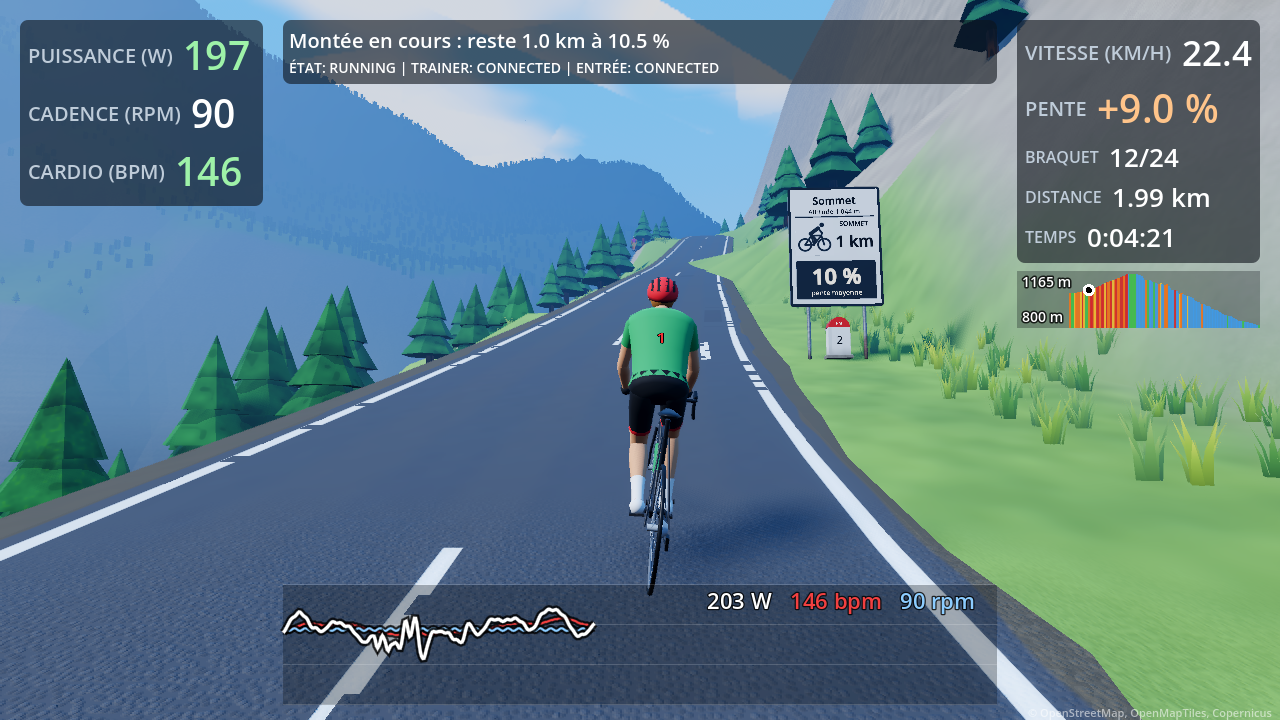 PUISSANCE (W) 197
CADENCE (RPM) 90
CARDIO (BPM) 146
Montée en cours : reste 1.0 km à 10.5 %
ÉTAT: RUNNING | TRAINER: CONNECTED | ENTRÉE: CONNECTED
VITESSE (KM/H) 22.4
PENTE +9.0 %
BRAQUET 12/24
DISTANCE 1.99 km
TEMPS 0:04:21
1165 m
800 m
Sommet
SOMMET
1 km
10 %
pente moyenne
2
1
203 W 146 bpm 90 rpm
© OpenStreetMap, OpenMapTiles, Copernicus